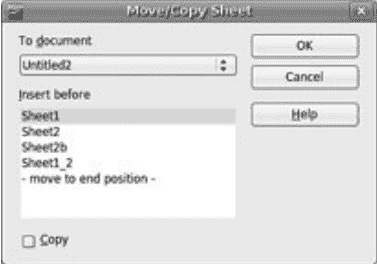 Move/Copy Sheet
To document
Untitled2
OK
Cancel
Insert before
Help
Sheet1
Sheet2
Sheet2b
Sheet1_2
- move to end position -
Copy